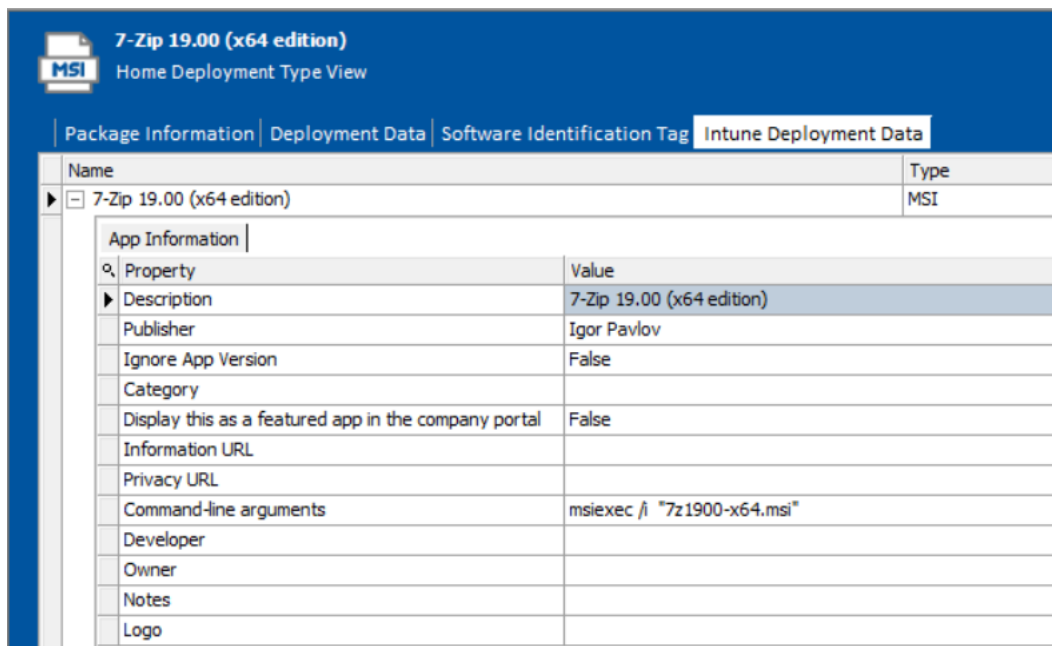 7-Zip 19.00 (x64 edition)
MSI
Home Deployment Type View
Package Information Deployment Data Software Identification Tag Intune Deployment Data
Name Type
7-Zip 19.00 (x64 edition) MSI
App Information
Property Value
Description 7-Zip 19.00 (x64 edition)
Publisher Igor Pavlov
Ignore App Version False
Category
Display this as a featured app in the company portal False
Information URL
Privacy URL
Command-line arguments msiexec /i "7z1900-x64.msi"
Developer
Owner
Notes
Logo